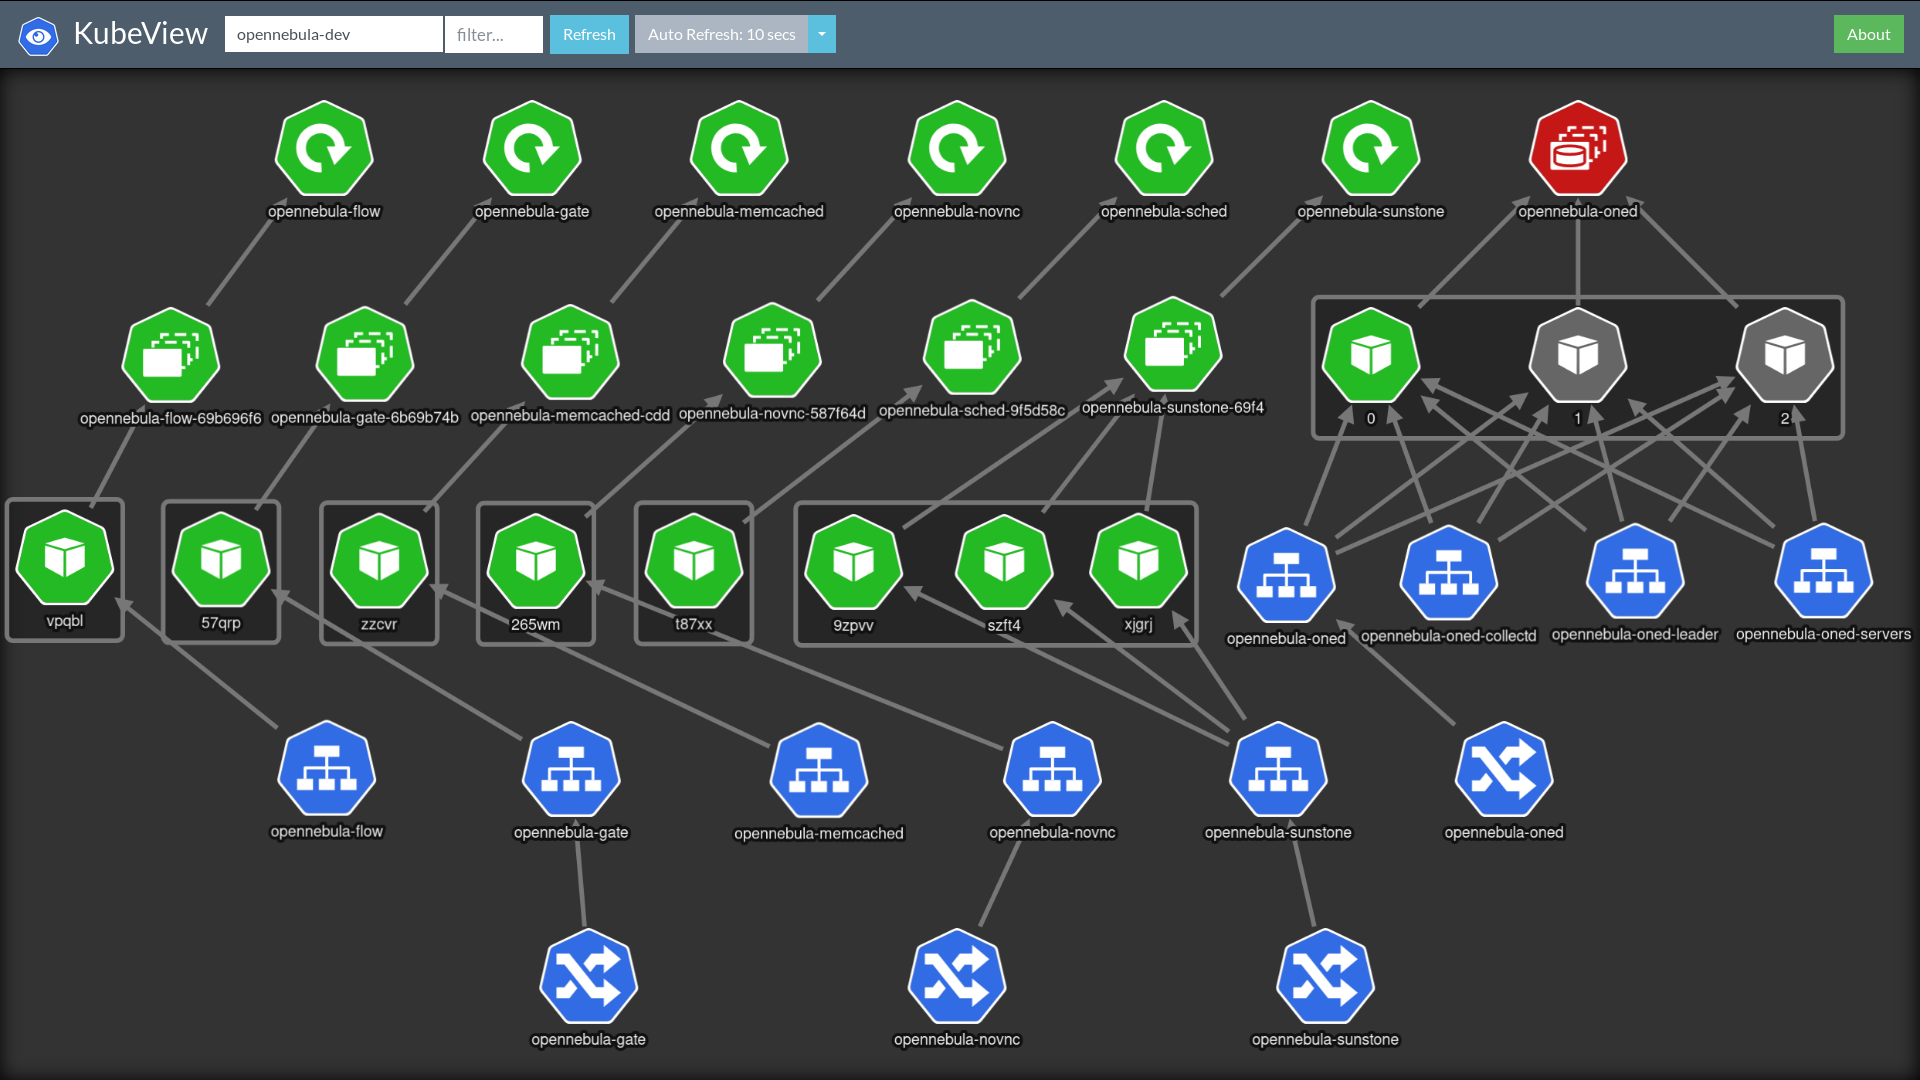 KubeView
opennebula-dev
filter...
Refresh
Auto Refresh: 10 secs
About
opennebula-flow
opennebula-gate
opennebula-memcached
opennebula-novnc
opennebula-sched
opennebula-sunstone
opennebula-oned
opennebula-flow-69b696f6
opennebula-gate-6b69b74b
opennebula-memcached-cdd
opennebula-novnc-587f64d
opennebula-sched-9f5d58c
opennebula-sunstone-69f4
0
1
2
vpqbl
57qrp
zzcvr
265wm
t87xx
9zpvv
szft4
xjgrj
opennebula-oned
opennebula-oned-collectd
opennebula-oned-leader
opennebula-oned-servers
opennebula-flow
opennebula-gate
opennebula-memcached
opennebula-novnc
opennebula-sunstone
opennebula-oned
opennebula-gate
opennebula-novnc
opennebula-sunstone